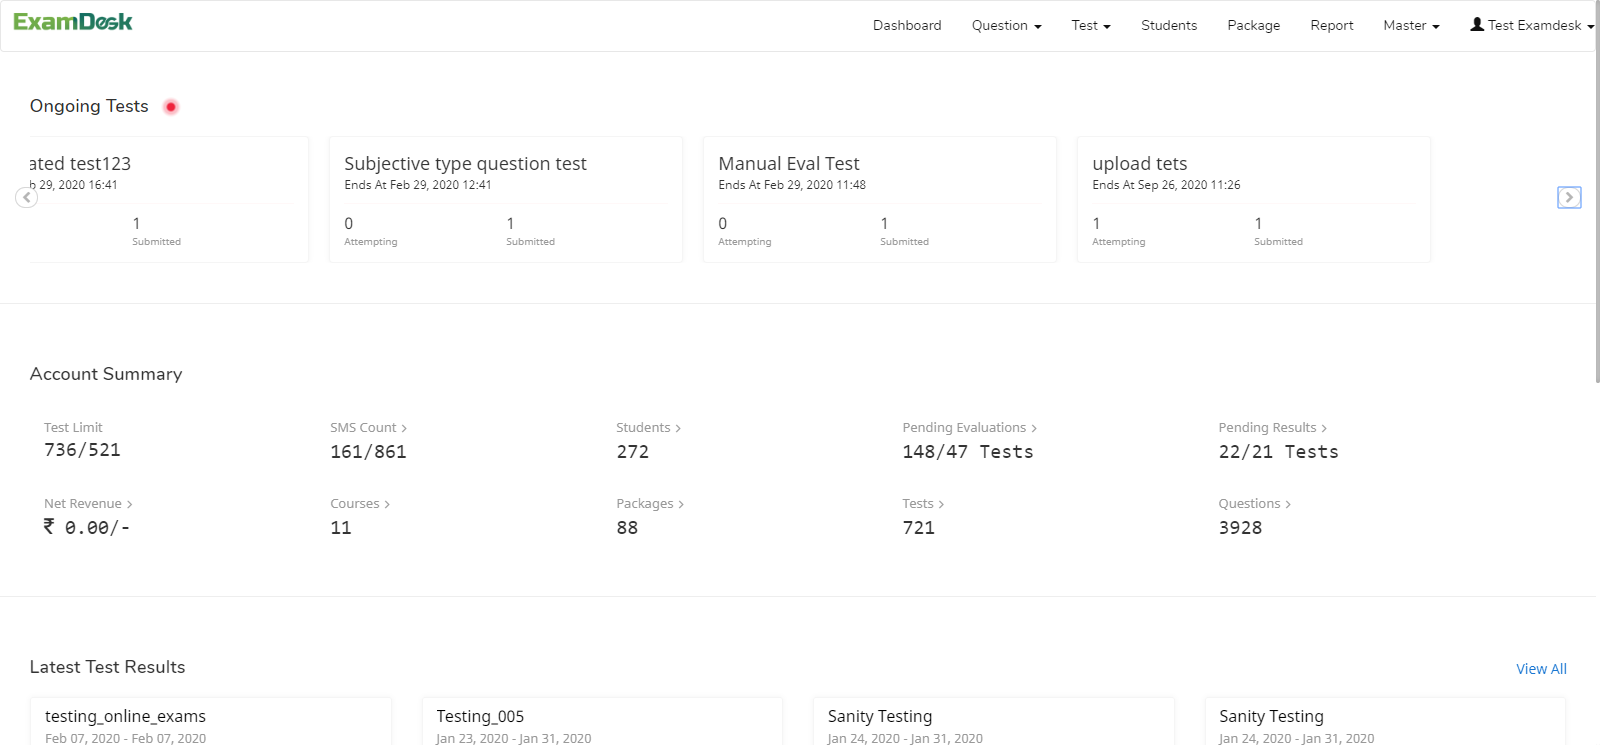 ExamDesk
Dashboard Question Test Students Package Report Master Test Examdesk
Ongoing Tests
ated test123
29, 2020 16:41
1
Submitted
Subjective type question test
Ends At Feb 29, 2020 12:41
0 1
Attempting Submitted
Manual Eval Test
Ends At Feb 29, 2020 11:48
0 1
Attempting Submitted
upload tets
Ends At Sep 26, 2020 11:26
1 1
Attempting Submitted
Account Summary
Test Limit
736/521
SMS Count >
161/861
Students >
272
Pending Evaluations >
148/47 Tests
Pending Results >
22/21 Tests
Net Revenue >
₹ 0.00/-
Courses >
11
Packages >
88
Tests >
721
Questions >
3928
Latest Test Results
View All
testing_online_exams
Feb 07, 2020 - Feb 07, 2020
Testing_005
Jan 23, 2020 - Jan 31, 2020
Sanity Testing
Jan 24, 2020 - Jan 31, 2020
Sanity Testing
Jan 24, 2020 - Jan 31, 2020